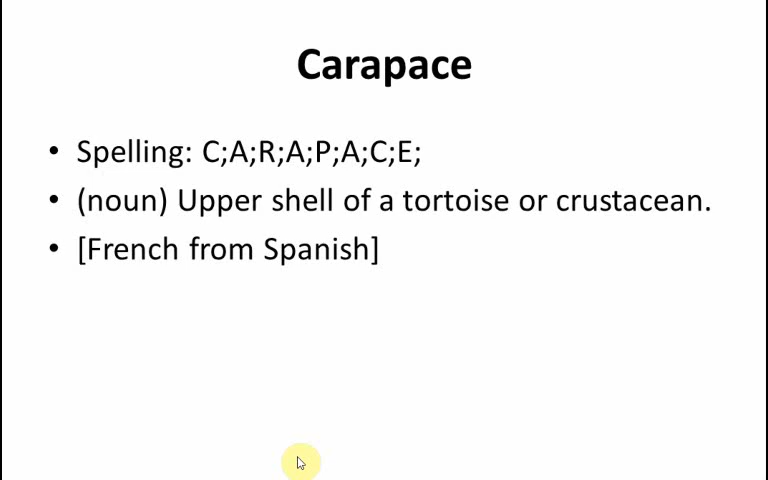 Carapace
• Spelling: C;A;R;A;P;A;C;E;
• (noun) Upper shell of a tortoise or crustacean.
• [French from Spanish]